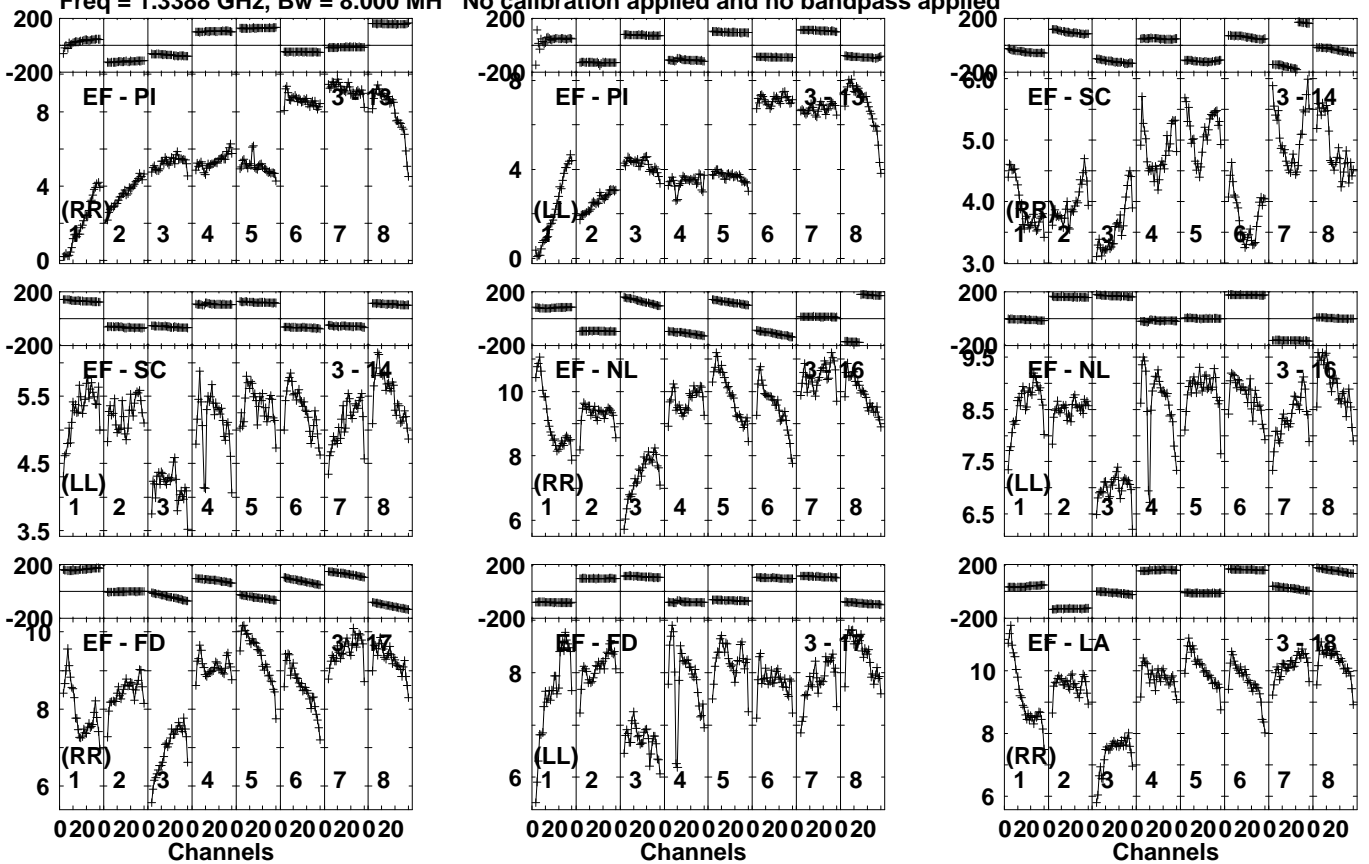 Freq = 1.3388 GHz, Bw = 8.000 MH No calibration applied and no bandpass applied
200
-200
EF - PI 3 - 13
8
4
0
(RR)
1 2 3 4 5 6 7 8
200
-200
EF - PI 3 - 13
8
4
0
(LL)
1 2 3 4 5 6 7 8
200
-200
EF - SC 3 - 14
6.0
5.0
4.0
3.0
(RR)
1 2 3 4 5 6 7 8
200
-200
EF - SC 3 - 14
5.5
4.5
3.5
(LL)
1 2 3 4 5 6 7 8
200
-200
EF - NL 3 - 16
10
8
6
(RR)
1 2 3 4 5 6 7 8
200
-200
EF - NL 3 - 16
9.5
8.5
7.5
6.5
(LL)
1 2 3 4 5 6 7 8
200
-200
EF - FD 3 - 17
10
8
6
(RR)
1 2 3 4 5 6 7 8
0 20 0 20 0 20 0 20 0 20 0 20 0 20 0 20
Channels
200
-200
EF - FD 3 - 17
8
6
(LL)
1 2 3 4 5 6 7 8
0 20 0 20 0 20 0 20 0 20 0 20 0 20 0 20
Channels
200
-200
EF - LA 3 - 18
10
8
6
(RR)
1 2 3 4 5 6 7 8
0 20 0 20 0 20 0 20 0 20 0 20 0 20 0 20
Channels